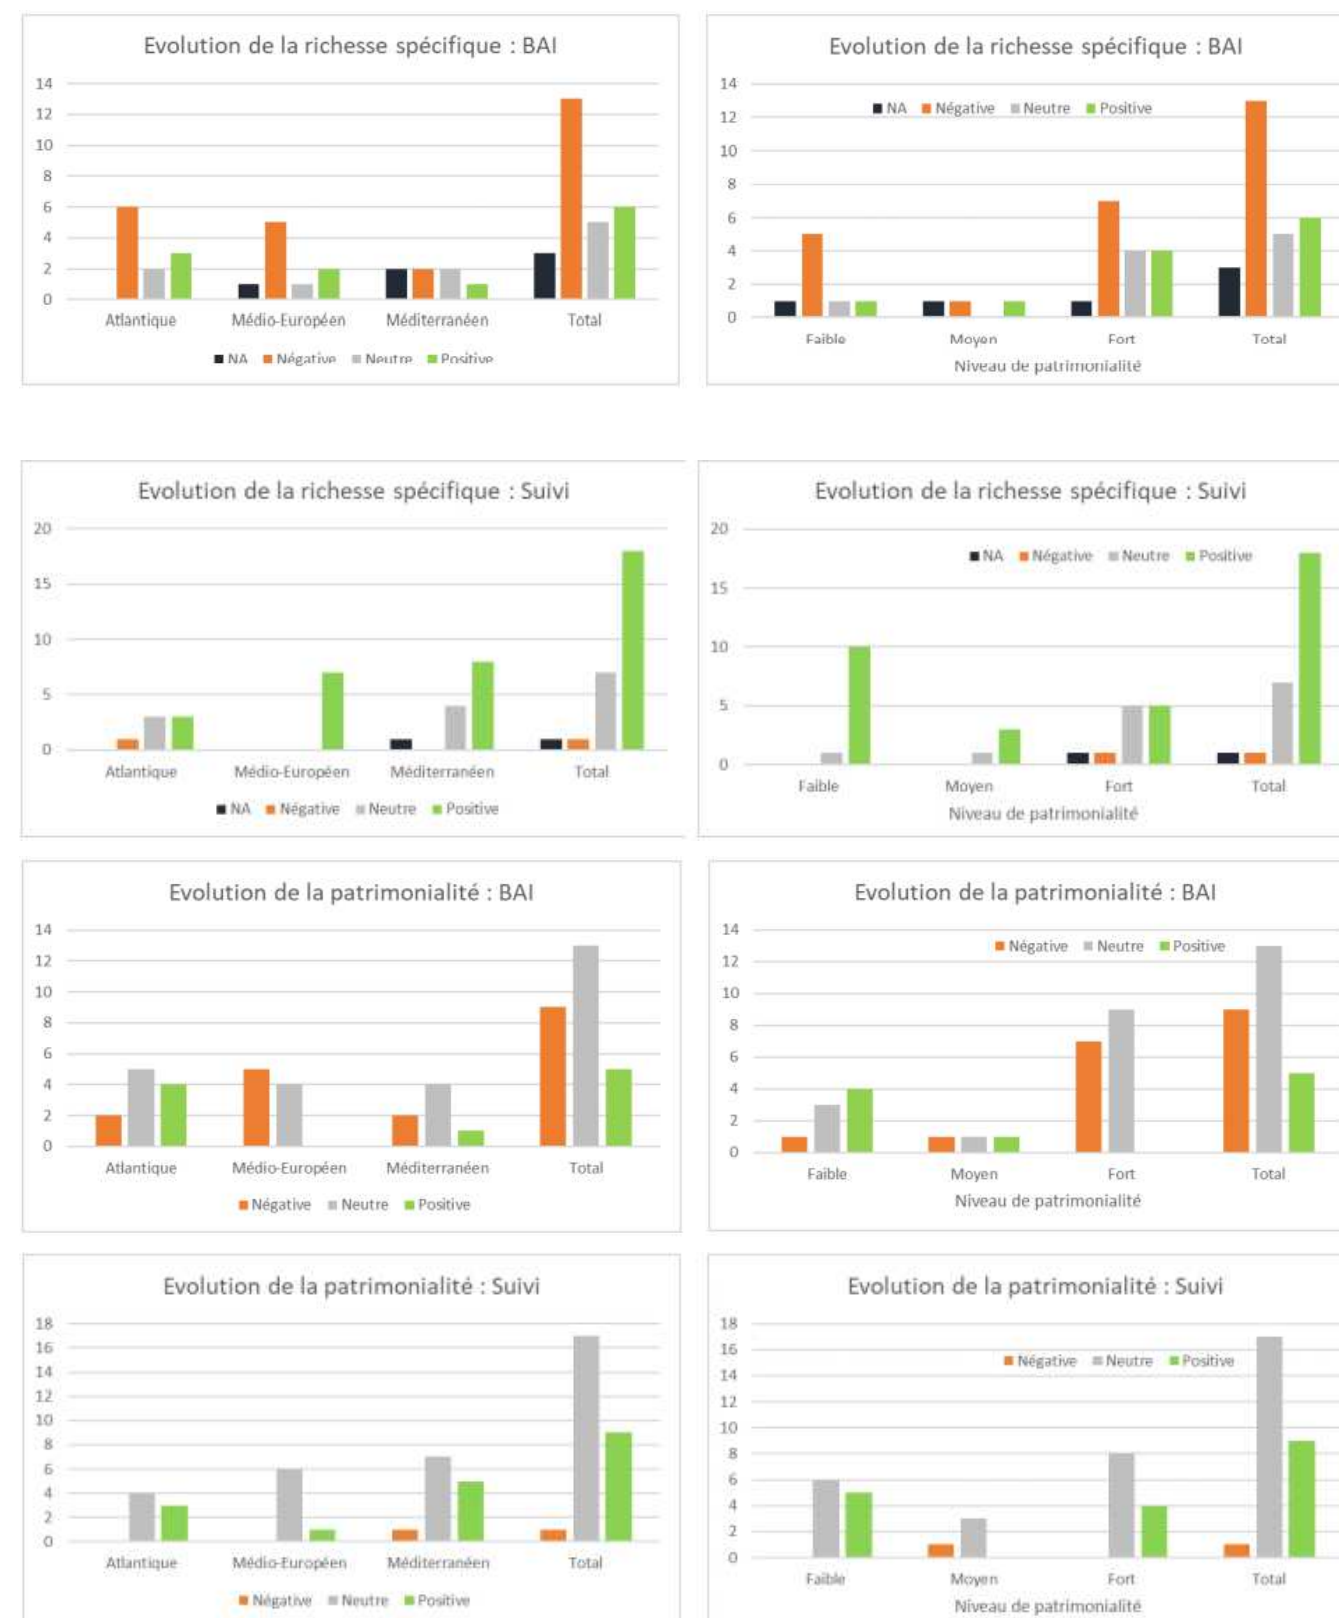 Evolution de la richesse spécifique : BAI
14
12
10
8
6
4
2
0
Atlantique Médio-Européen Méditerranéen Total
NA Négative Neutre Positive
Evolution de la richesse spécifique : BAI
14
NA Négative Neutre Positive
12
10
8
6
4
2
0
Faible Moyen Fort Total
Niveau de patrimonialité
Evolution de la richesse spécifique : Suivi
20
15
10
5
0
Atlantique Médio-Européen Méditerranéen Total
NA Négative Neutre Positive
Evolution de la richesse spécifique : Suivi
20
NA Négative Neutre Positive
15
10
5
0
Faible Moyen Fort Total
Niveau de patrimonialité
Evolution de la patrimonialité : BAI
14
12
10
8
6
4
2
0
Atlantique Médio-Européen Méditerranéen Total
Négative Neutre Positive
Evolution de la patrimonialité : BAI
14
Négative Neutre Positive
12
10
8
6
4
2
0
Faible Moyen Fort Total
Niveau de patrimonialité
Evolution de la patrimonialité : Suivi
18
16
14
12
10
8
6
4
2
0
Atlantique Médio-Européen Méditerranéen Total
Négative Neutre Positive
Evolution de la patrimonialité : Suivi
18
16
Négative Neutre Positive
14
12
10
8
6
4
2
0
Faible Moyen Fort Total
Niveau de patrimonialité